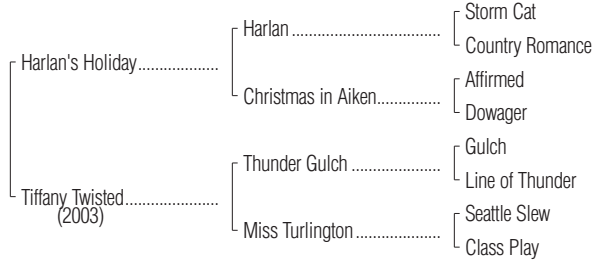 Storm Cat
Harlan ........................................
Country Romance
Harlan's Holiday.....................
Affirmed
Christmas in Aiken.................
Dowager
Gulch
Thunder Gulch ........................
Line of Thunder
Tiffany Twisted........................
(2003)
Seattle Slew
Miss Turlington ......................
Class Play